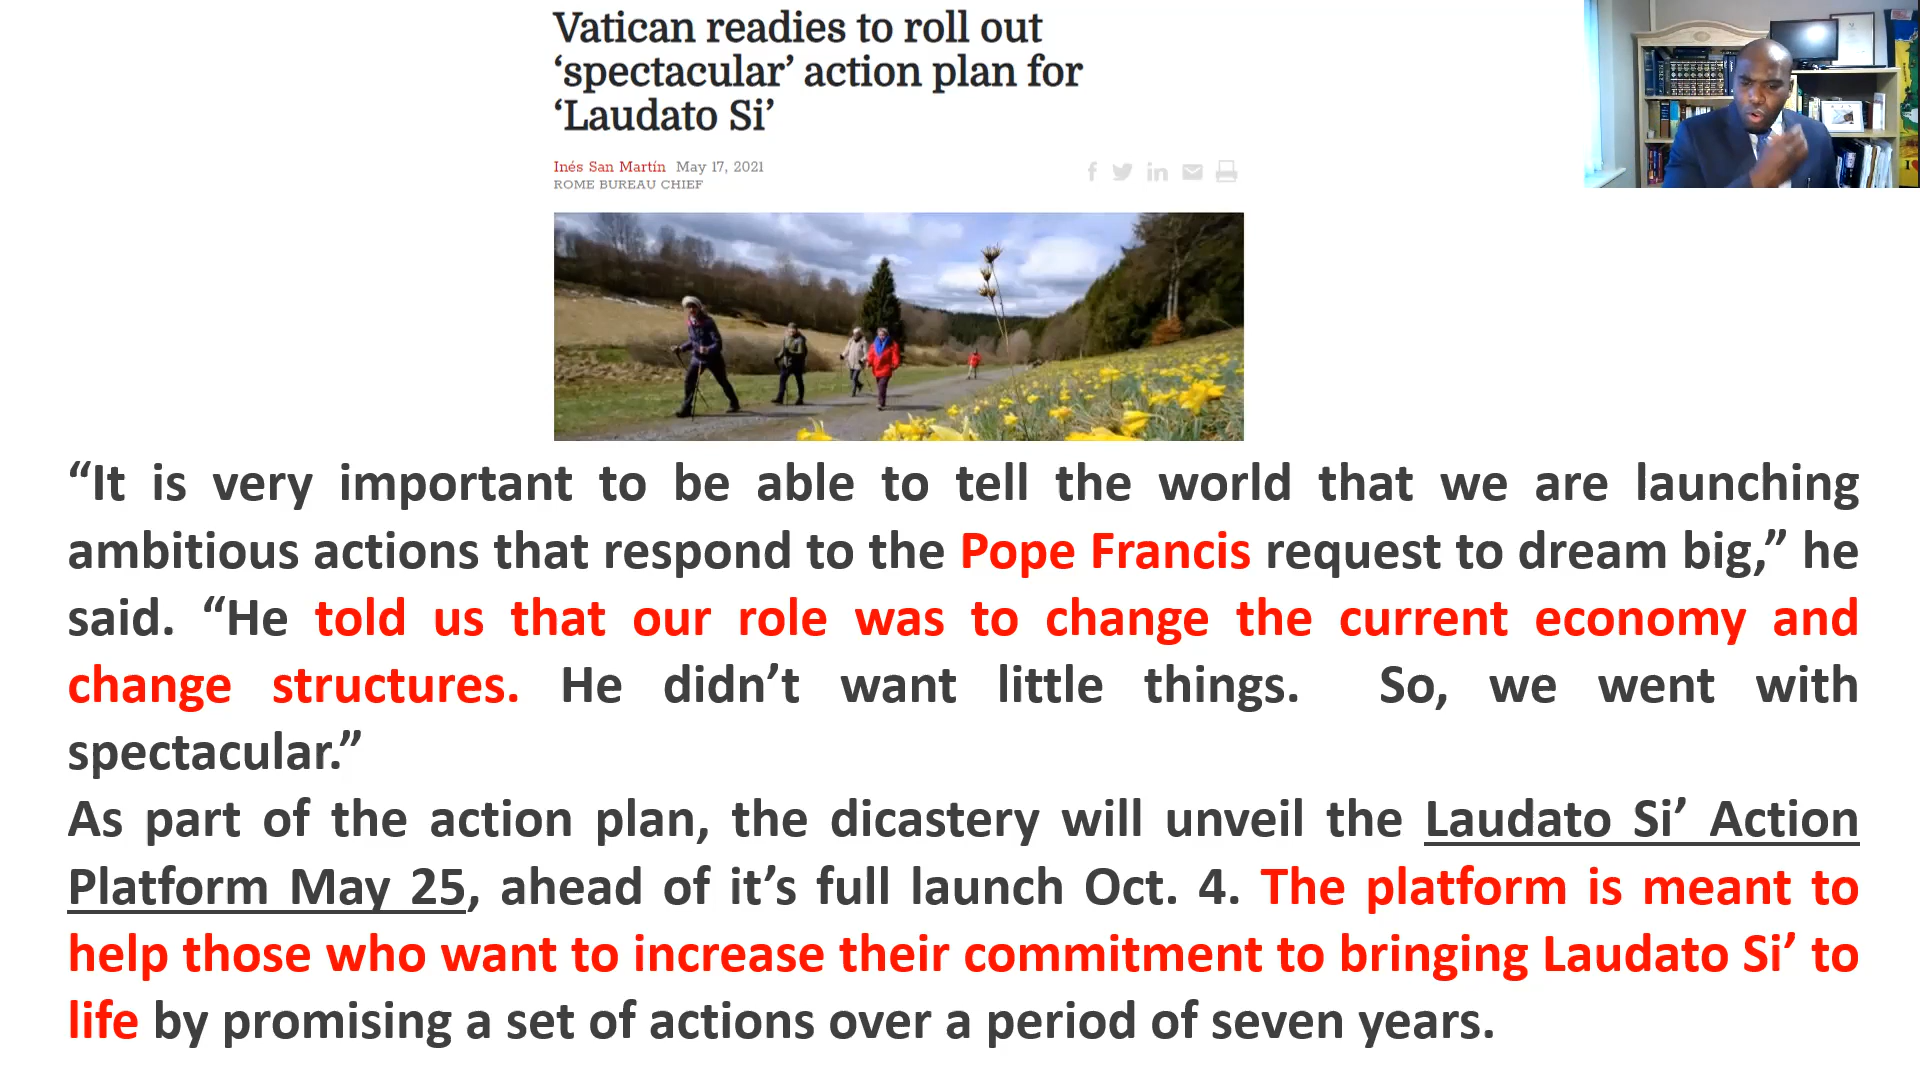 Vatican readies to roll out
‘spectacular’ action plan for
‘Laudato Si’
Inés San Martín May 17, 2021
ROME BUREAU CHIEF
“It is very important to be able to tell the world that we are launching
ambitious actions that respond to the Pope Francis request to dream big,” he
said. “He told us that our role was to change the current economy and
change structures. He didn’t want little things. So, we went with
spectacular.”
As part of the action plan, the dicastery will unveil the Laudato Si’ Action
Platform May 25, ahead of it’s full launch Oct. 4. The platform is meant to
help those who want to increase their commitment to bringing Laudato Si’ to
life by promising a set of actions over a period of seven years.